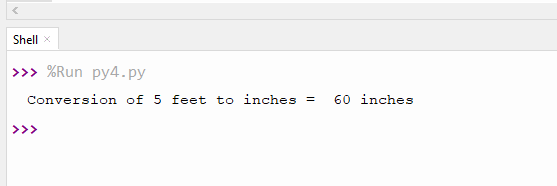 Shell ×
>>> %Run py4.py
Conversion of 5 feet to inches =  60 inches
>>>